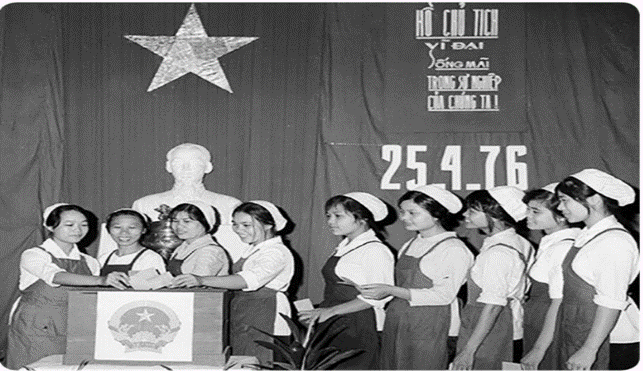 HỒ CHỦ TỊCH
VĨ ĐẠI
SỐNG MÃI
TRONG SỰ NGHIỆP
CỦA CHÚNG TA!
25.4.76